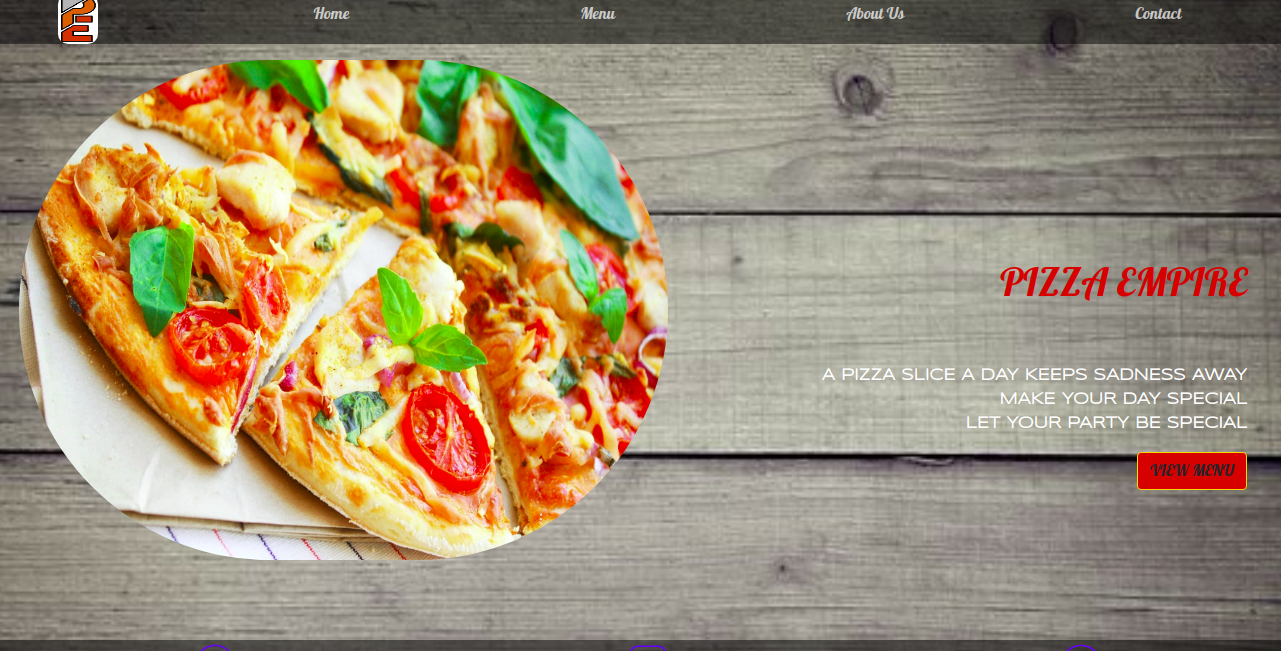 Home Menu About Us Contact
PIZZA EMPIRE
A PIZZA SLICE A DAY KEEPS SADNESS AWAY
MAKE YOUR DAY SPECIAL
LET YOUR PARTY BE SPECIAL
VIEW MENU